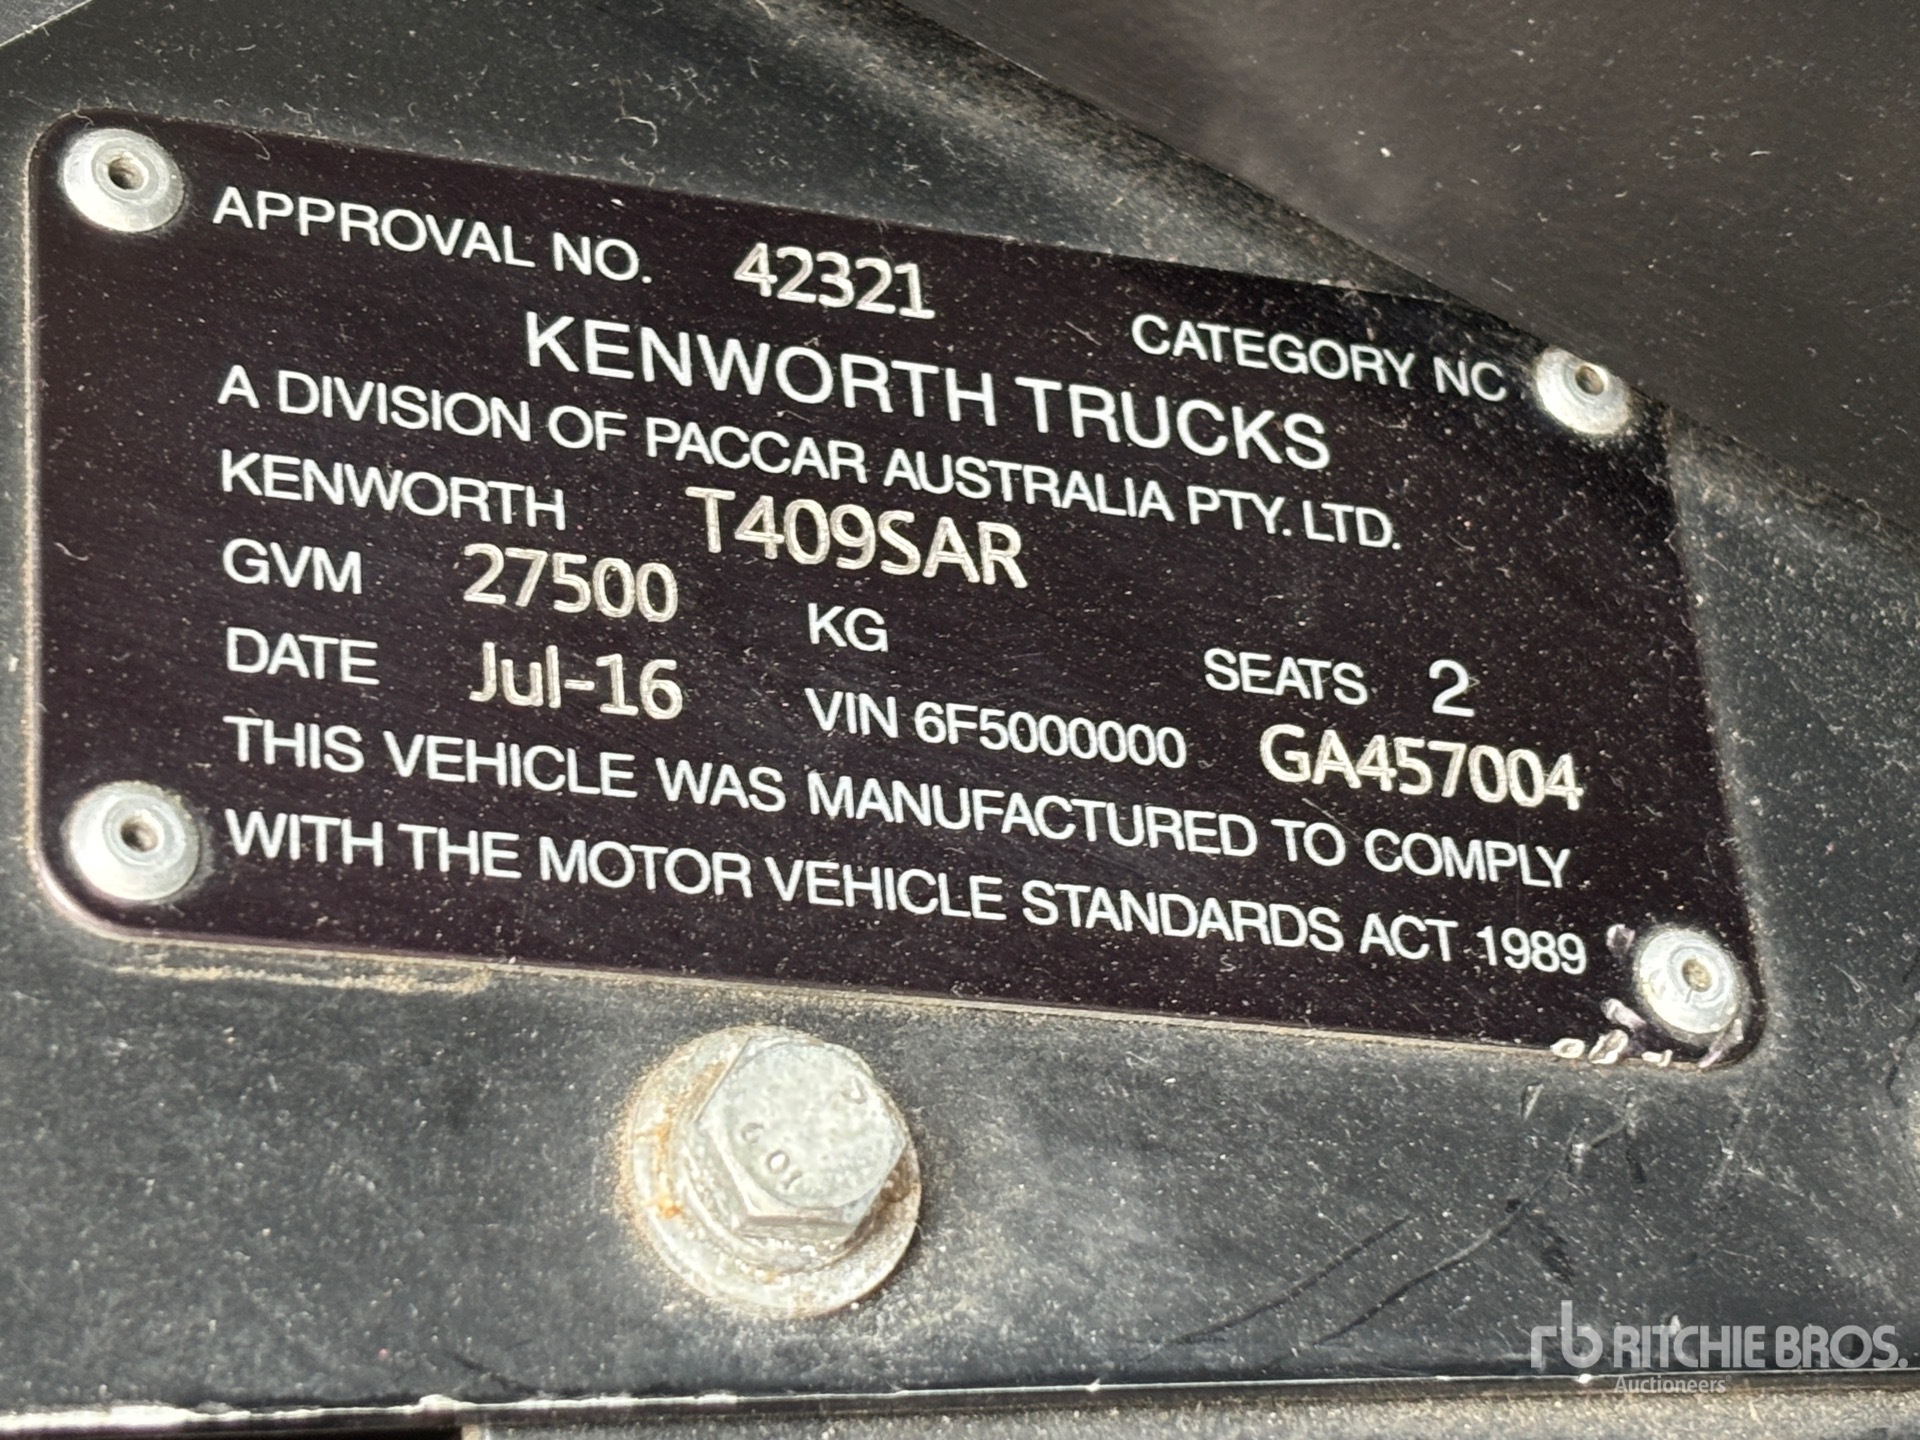 APPROVAL NO. 42321 CATEGORY NC
KENWORTH TRUCKS
A DIVISION OF PACCAR AUSTRALIA PTY. LTD.
KENWORTH T409SAR
GVM 27500 KG SEATS 2
DATE Jul-16 VIN 6F5000000 GA457004
THIS VEHICLE WAS MANUFACTURED TO COMPLY
WITH THE MOTOR VEHICLE STANDARDS ACT 1989
rb RITCHIE BROS.
Auctioneers